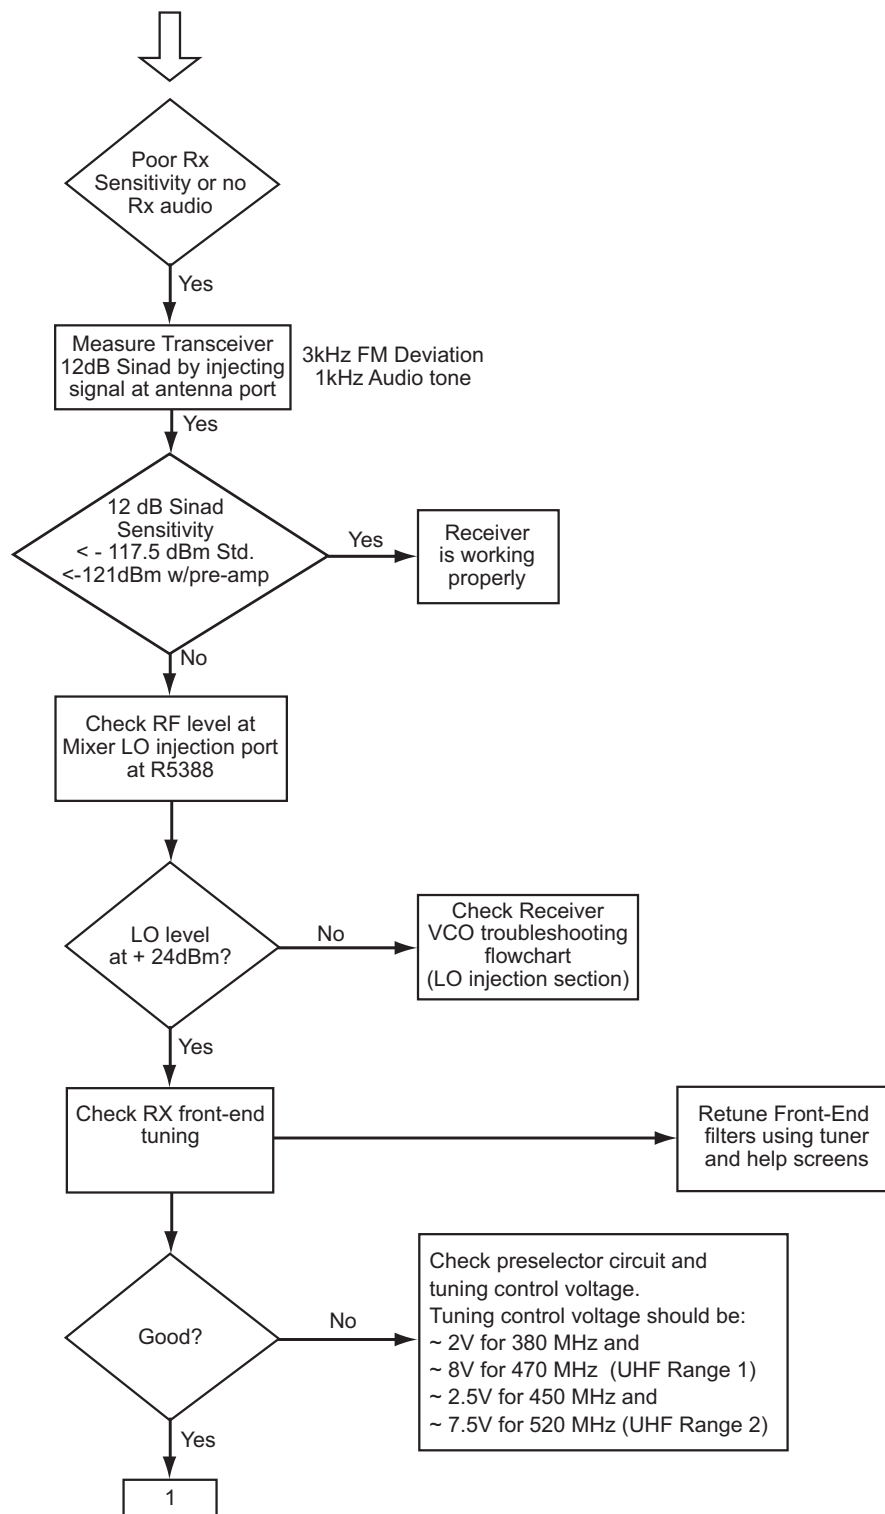 Poor Rx
Sensitivity or no
Rx audio
Yes
Measure Transceiver
12dB Sinad by injecting
signal at antenna port
3kHz FM Deviation
1kHz Audio tone
Yes
12 dB Sinad
Sensitivity
< - 117.5 dBm Std.
<-121dBm w/pre-amp
Yes
Receiver
is working
properly
No
Check RF level at
Mixer LO injection port
at R5388
LO level
at + 24dBm?
No
Check Receiver
VCO troubleshooting
flowchart
(LO injection section)
Yes
Check RX front-end
tuning
Retune Front-End
filters using tuner
and help screens
Good?
No
Check preselector circuit and
tuning control voltage.
Tuning control voltage should be:
~ 2V for 380 MHz and
~ 8V for 470 MHz (UHF Range 1)
~ 2.5V for 450 MHz and
~ 7.5V for 520 MHz (UHF Range 2)
Yes
1